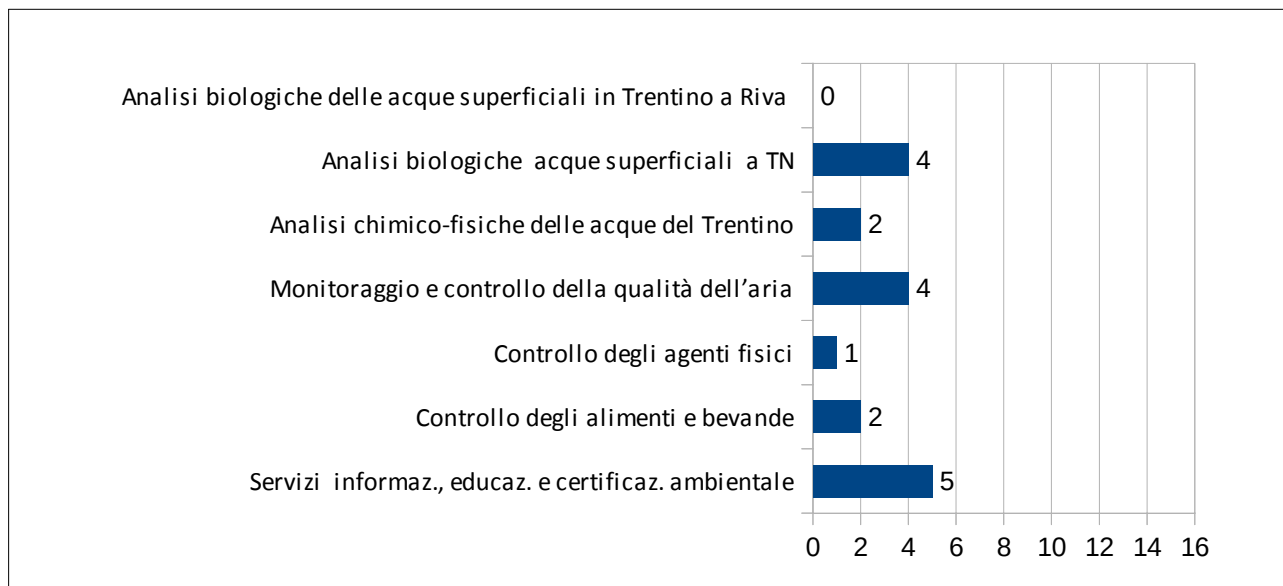 Analisi biologiche delle acque superficiali in Trentino a Riva 0
Analisi biologiche acque superficiali a TN 4
Analisi chimico-fisiche delle acque del Trentino 2
Monitoraggio e controllo della qualità dell’aria 4
Controllo degli agenti fisici 1
Controllo degli alimenti e bevande 2
Servizi informaz., educaz. e certificaz. ambientale 5
0 2 4 6 8 10 12 14 16